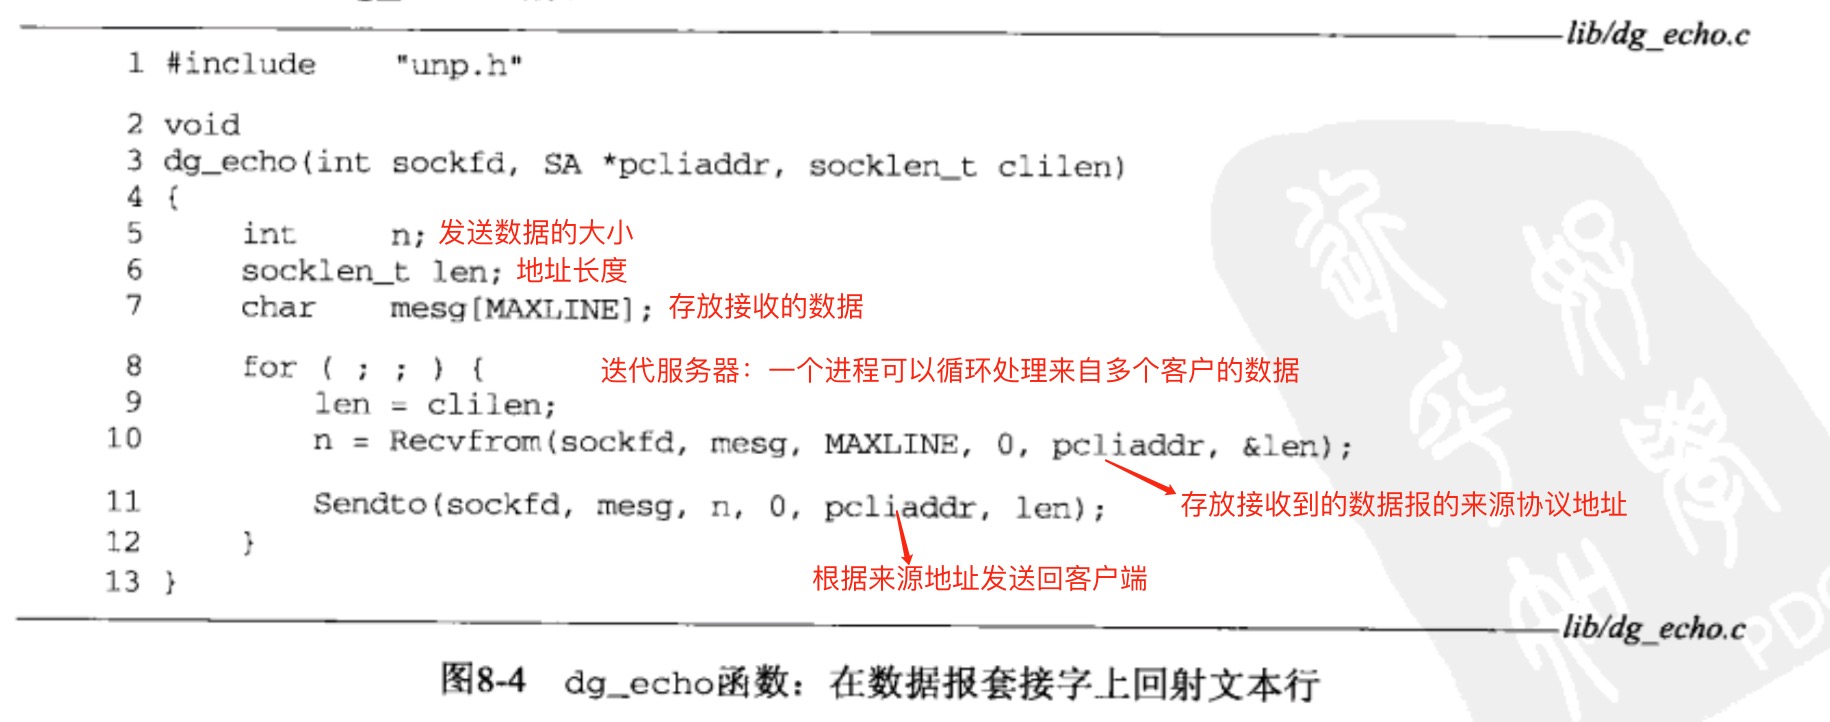 lib/dg_echo.c
1 #include "unp.h"
2 void
3 dg_echo(int sockfd, SA *pcliaddr, socklen_t clilen)
4 {
5 int n; 发送数据的大小
6 socklen_t len; 地址长度
7 char mesg[MAXLINE]; 存放接收的数据
8 for ( ; ; ) { 迭代服务器：一个进程可以循环处理来自多个客户的数据
9 len = clilen;
10 n = Recvfrom(sockfd, mesg, MAXLINE, 0, pcliaddr, &len);
存放接收到的数据报的来源协议地址
11 Sendto(sockfd, mesg, n, 0, pcliaddr, len);
12 }
根据来源地址发送回客户端
13 }
lib/dg_echo.c
图8-4 dg_echo函数：在数据报套接字上回射文本行